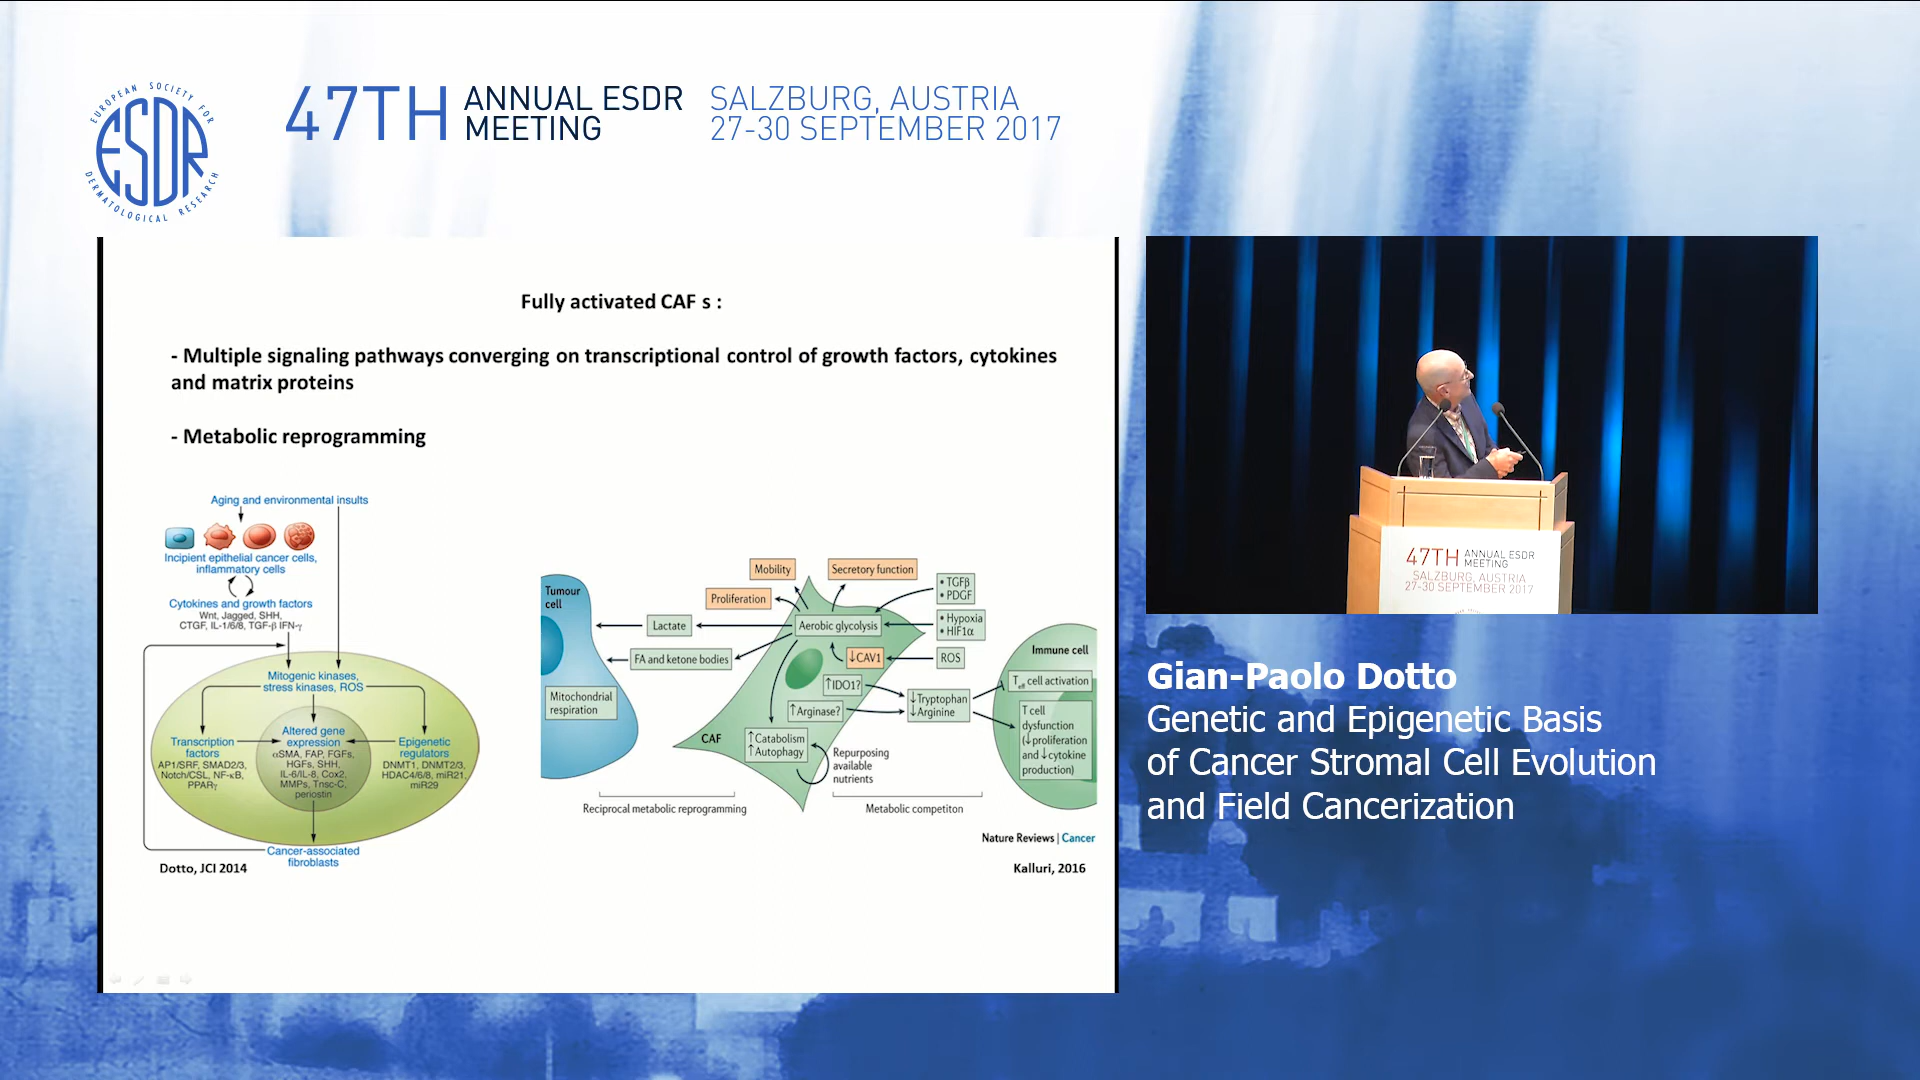 EUROPEAN SOCIETY FOR
ESDR
DERMATOLOGICAL RESEARCH
47TH
ANNUAL ESDR
MEETING
SALZBURG, AUSTRIA
27-30 SEPTEMBER 2017
Fully activated CAF s :
- Multiple signaling pathways converging on transcriptional control of growth factors, cytokines
and matrix proteins
- Metabolic reprogramming
Aging and environmental insults
Incipient epithelial cancer cells,
inflammatory cells
Cytokines and growth factors
Wnt, Jagged, SHH,
CTGF, IL-1/6/8, TGF-β IFN-γ
Mitogenic kinases,
stress kinases, ROS
Transcription
factors
AP1/SRF, SMAD2/3,
Notch/CSL, NF-κB,
PPARγ
Altered gene
expression
αSMA, FAP, FGFs,
HGFs, SHH,
IL-6/IL-8, Cox2,
MMPs, Tnsc-C,
periostin
Epigenetic
regulators
DNMT1, DNMT2/3,
HDAC4/6/8, miR21,
miR29
Cancer-associated
fibroblasts
Dotto, JCI 2014
Tumour
cell
Mitochondrial
respiration
Lactate
FA and ketone bodies
Mobility
Proliferation
Secretory function
Aerobic glycolysis
• TGFβ
• PDGF
• Hypoxia
• HIF1α
↓CAV1
ROS
↑IDO1?
↑Arginase?
↓Tryptophan
↓Arginine
CAF
↑Catabolism
↑Autophagy
Repurposing
available
nutrients
Immune cell
Teff cell activation
T cell
dysfunction
(↓proliferation
and ↓cytokine
production)
Reciprocal metabolic reprogramming
Metabolic competiton
Nature Reviews | Cancer
Kalluri, 2016
47TH
ANNUAL ESDR
MEETING
SALZBURG, AUSTRIA
27-30 SEPTEMBER 2017
Gian-Paolo Dotto
Genetic and Epigenetic Basis
of Cancer Stromal Cell Evolution
and Field Cancerization